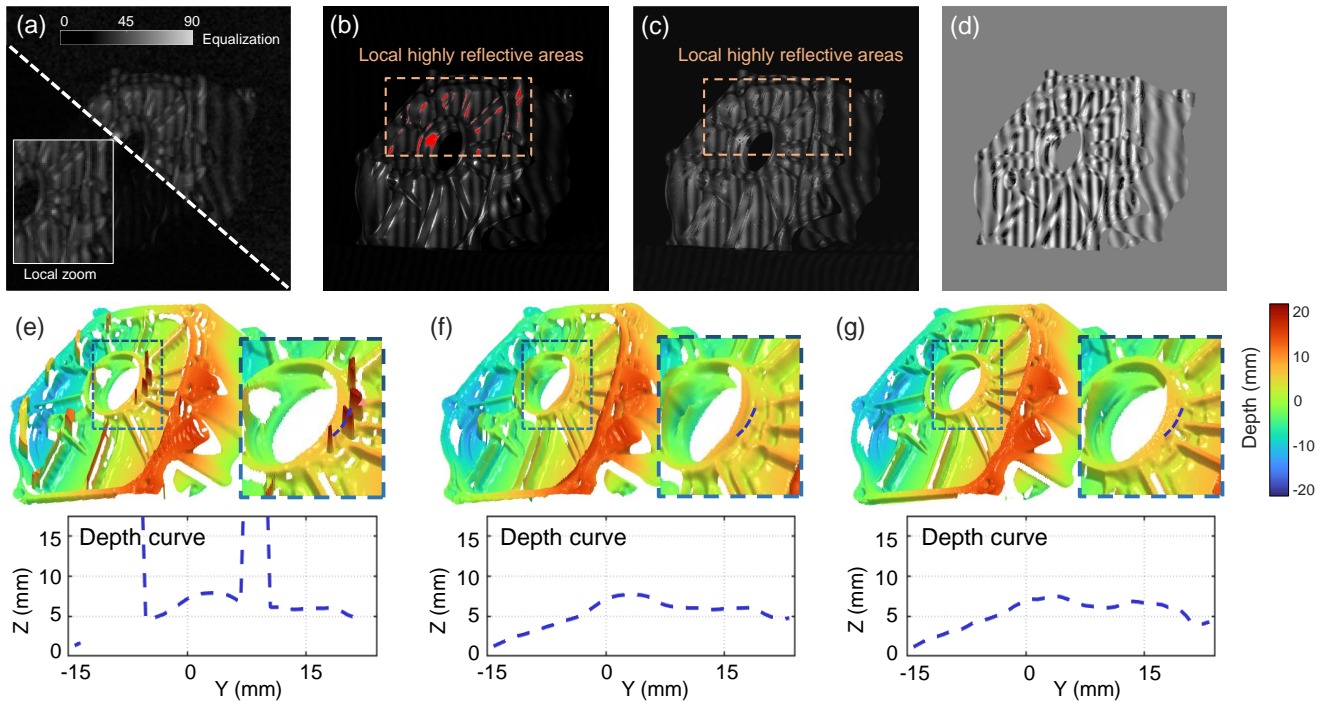 (a)
0 45 90
Equalization
Local zoom
(b)
Local highly reflective areas
(c)
Local highly reflective areas
(d)
(e)
(f)
(g)
20
10
0
-10
-20
Depth (mm)
Depth curve
15
10
5
0
Z (mm)
-15 0 15
Y (mm)
Depth curve
15
10
5
0
Z (mm)
-15 0 15
Y (mm)
Depth curve
15
10
5
0
Z (mm)
-15 0 15
Y (mm)